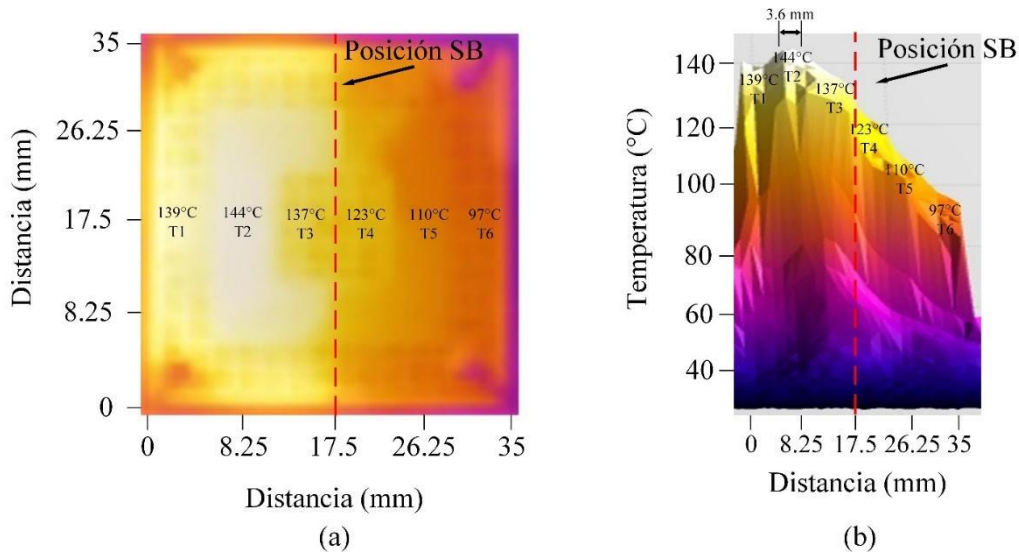 35
26.25
17.5
8.25
0
Distancia (mm)
Posición SB
139°C
T1
144°C
T2
137°C
T3
123°C
T4
110°C
T5
97°C
T6
0
8.25
17.5
26.25
35
Distancia (mm)
(a)
3.6 mm
Posición SB
140
120
100
80
60
40
Temperatura (°C)
139°C
T1
144°C
T2
137°C
T3
123°C
T4
110°C
T5
97°C
T6
0
8.25
17.5
26.25
35
Distancia (mm)
(b)